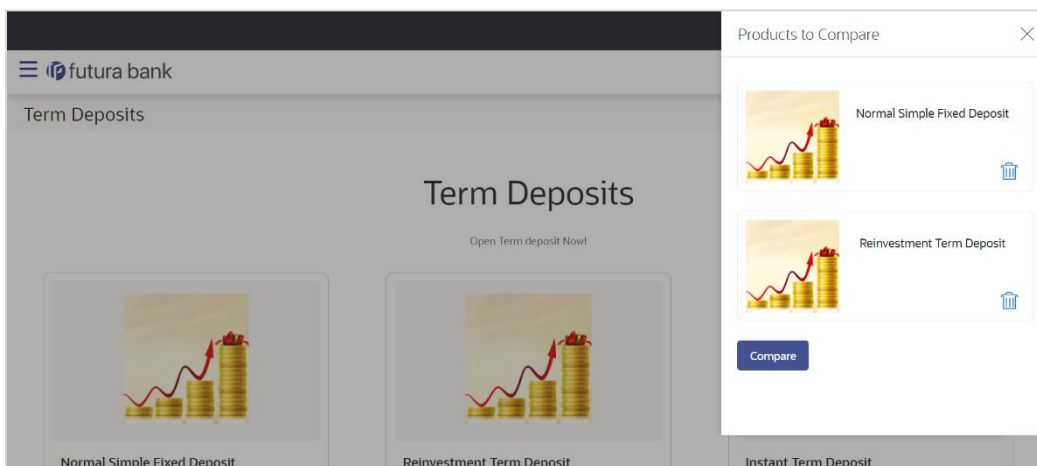 Products to Compare
futura bank
Term Deposits
Normal Simple Fixed Deposit
Term Deposits
Open Term deposit Now!
Reinvestment Term Deposit
Compare
Normal Simple Fixed Deposit
Reinvestment Term Deposit
Instant Term Deposit